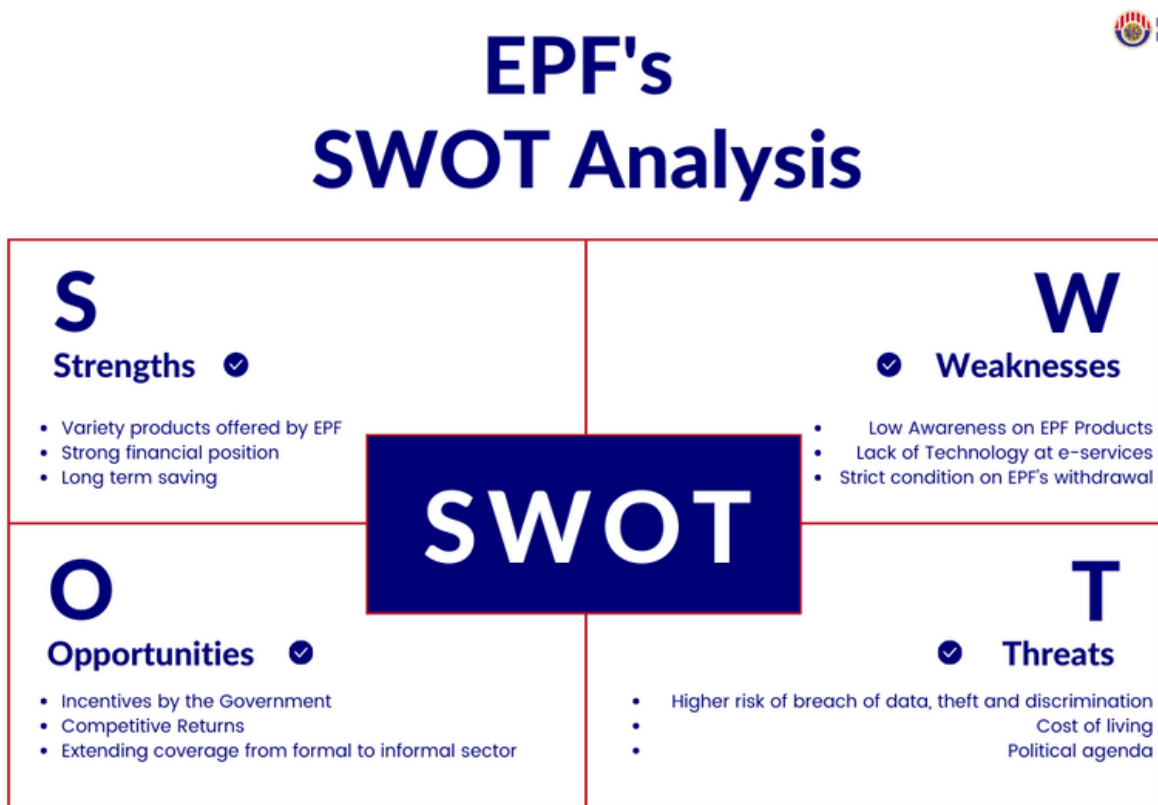 EPF's
SWOT Analysis
S
Strengths
• Variety products offered by EPF
• Strong financial position
• Long term saving
W
Weaknesses
• Low Awareness on EPF Products
• Lack of Technology at e-services
• Strict condition on EPF's withdrawal
SWOT
O
Opportunities
• Incentives by the Government
• Competitive Returns
• Extending coverage from formal to informal sector
T
Threats
• Higher risk of breach of data, theft and discrimination
• Cost of living
• Political agenda